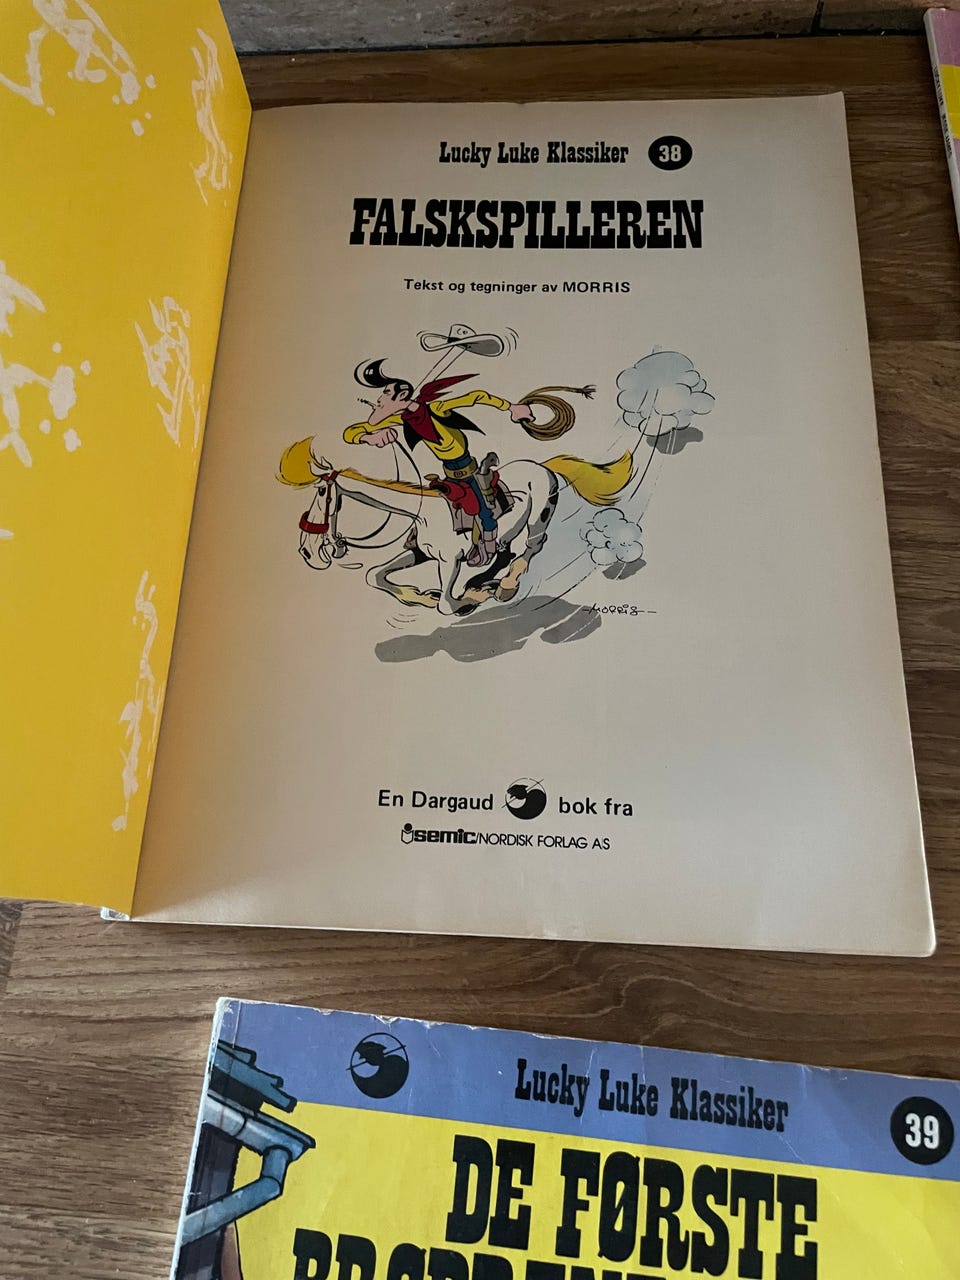 Lucky Luke Klassiker 38
FALSKSPILLEREN
Tekst og tegninger av MORRIS
MORRIS
En Dargaud bok fra
semic/NORDISK FORLAG A/S
Lucky Luke Klassiker 39
DE FØRSTE